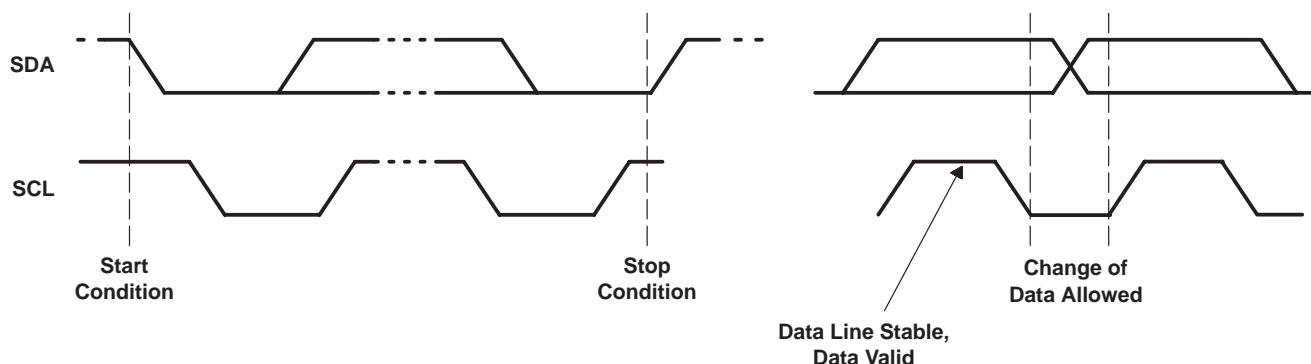 SDA
SCL
Start
Condition
Stop
Condition
Change of
Data Allowed
Data Line Stable,
Data Valid